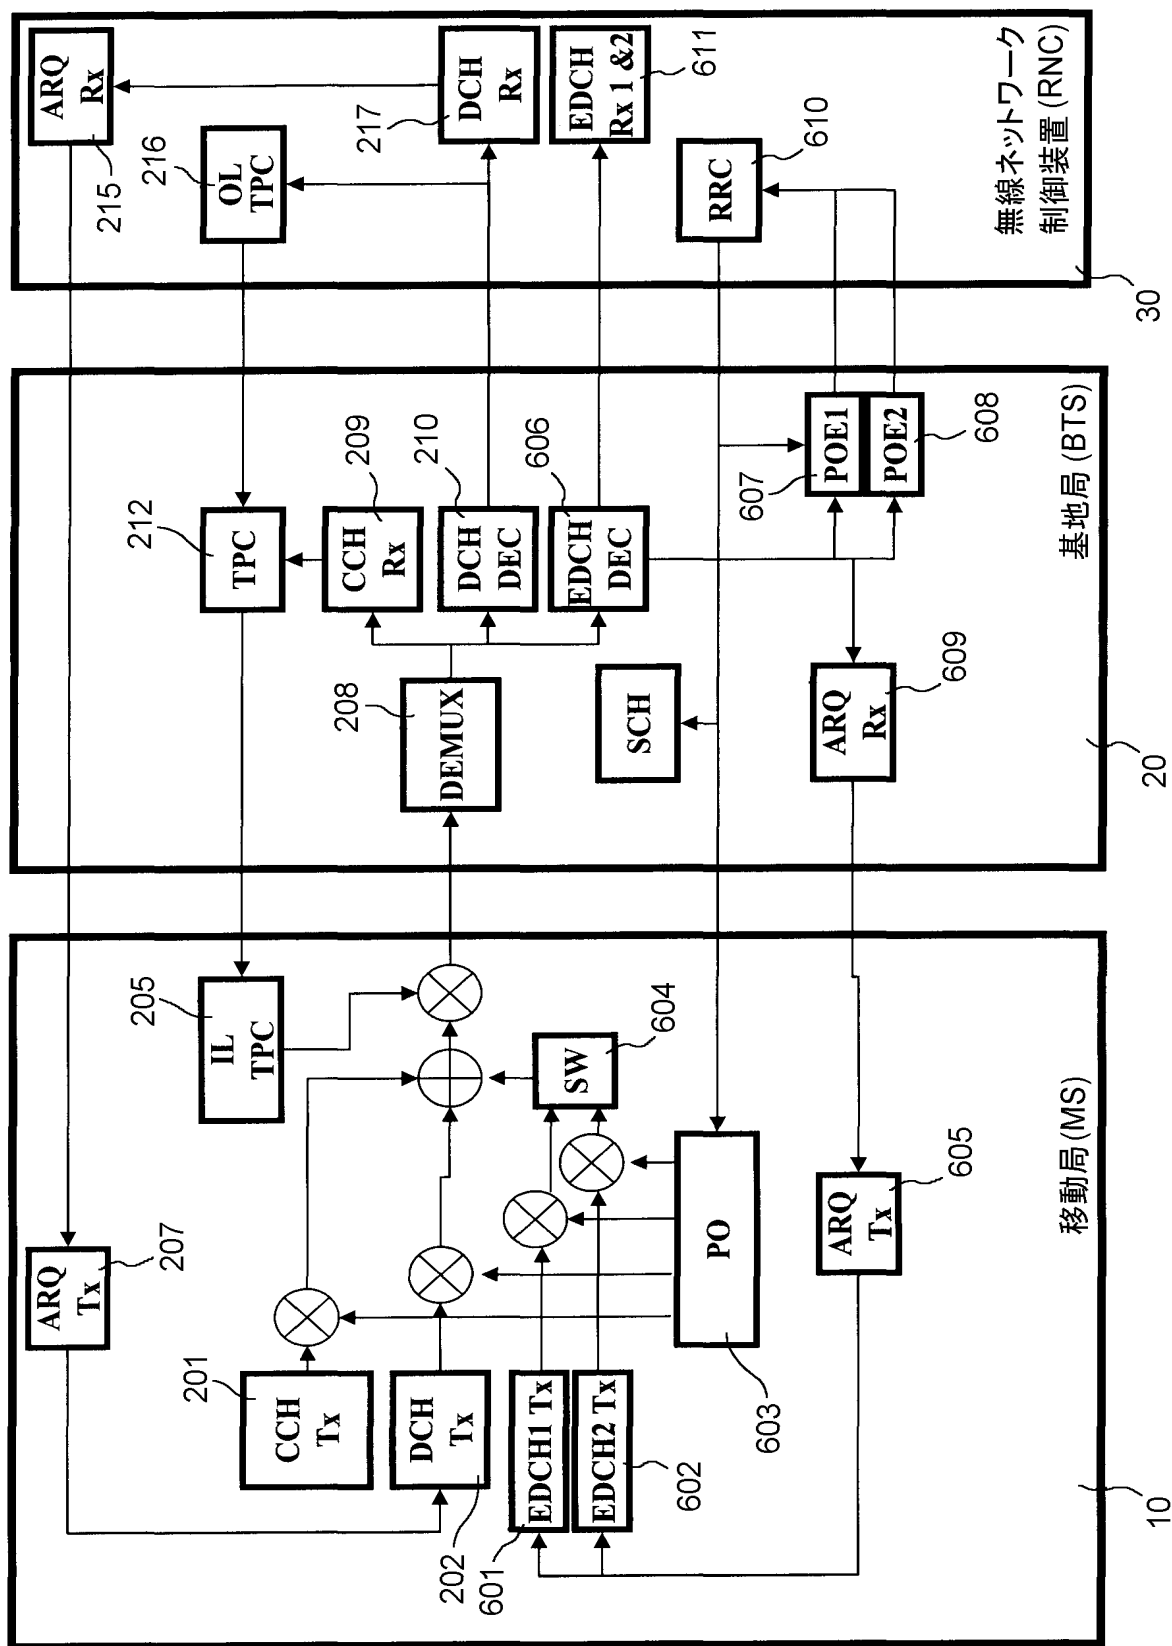 ARQ
Tx
207
CCH
Tx
201
DCH
Tx
202
EDCH1 Tx
601
EDCH2 Tx
602
PO
603
ARQ
Tx
605
IL
TPC
205
SW
604
移動局(MS)
10
TPC
212
DEMUX
208
CCH
Rx
209
DCH
DEC
210
EDCH
DEC
606
SCH
POE1
607
POE2
608
ARQ
Rx
609
基地局(BTS)
20
ARQ
Rx
215
OL
TPC
216
DCH
Rx
217
EDCH
Rx 1 &2
611
RRC
610
無線ネットワーク
制御装置(RNC)
30